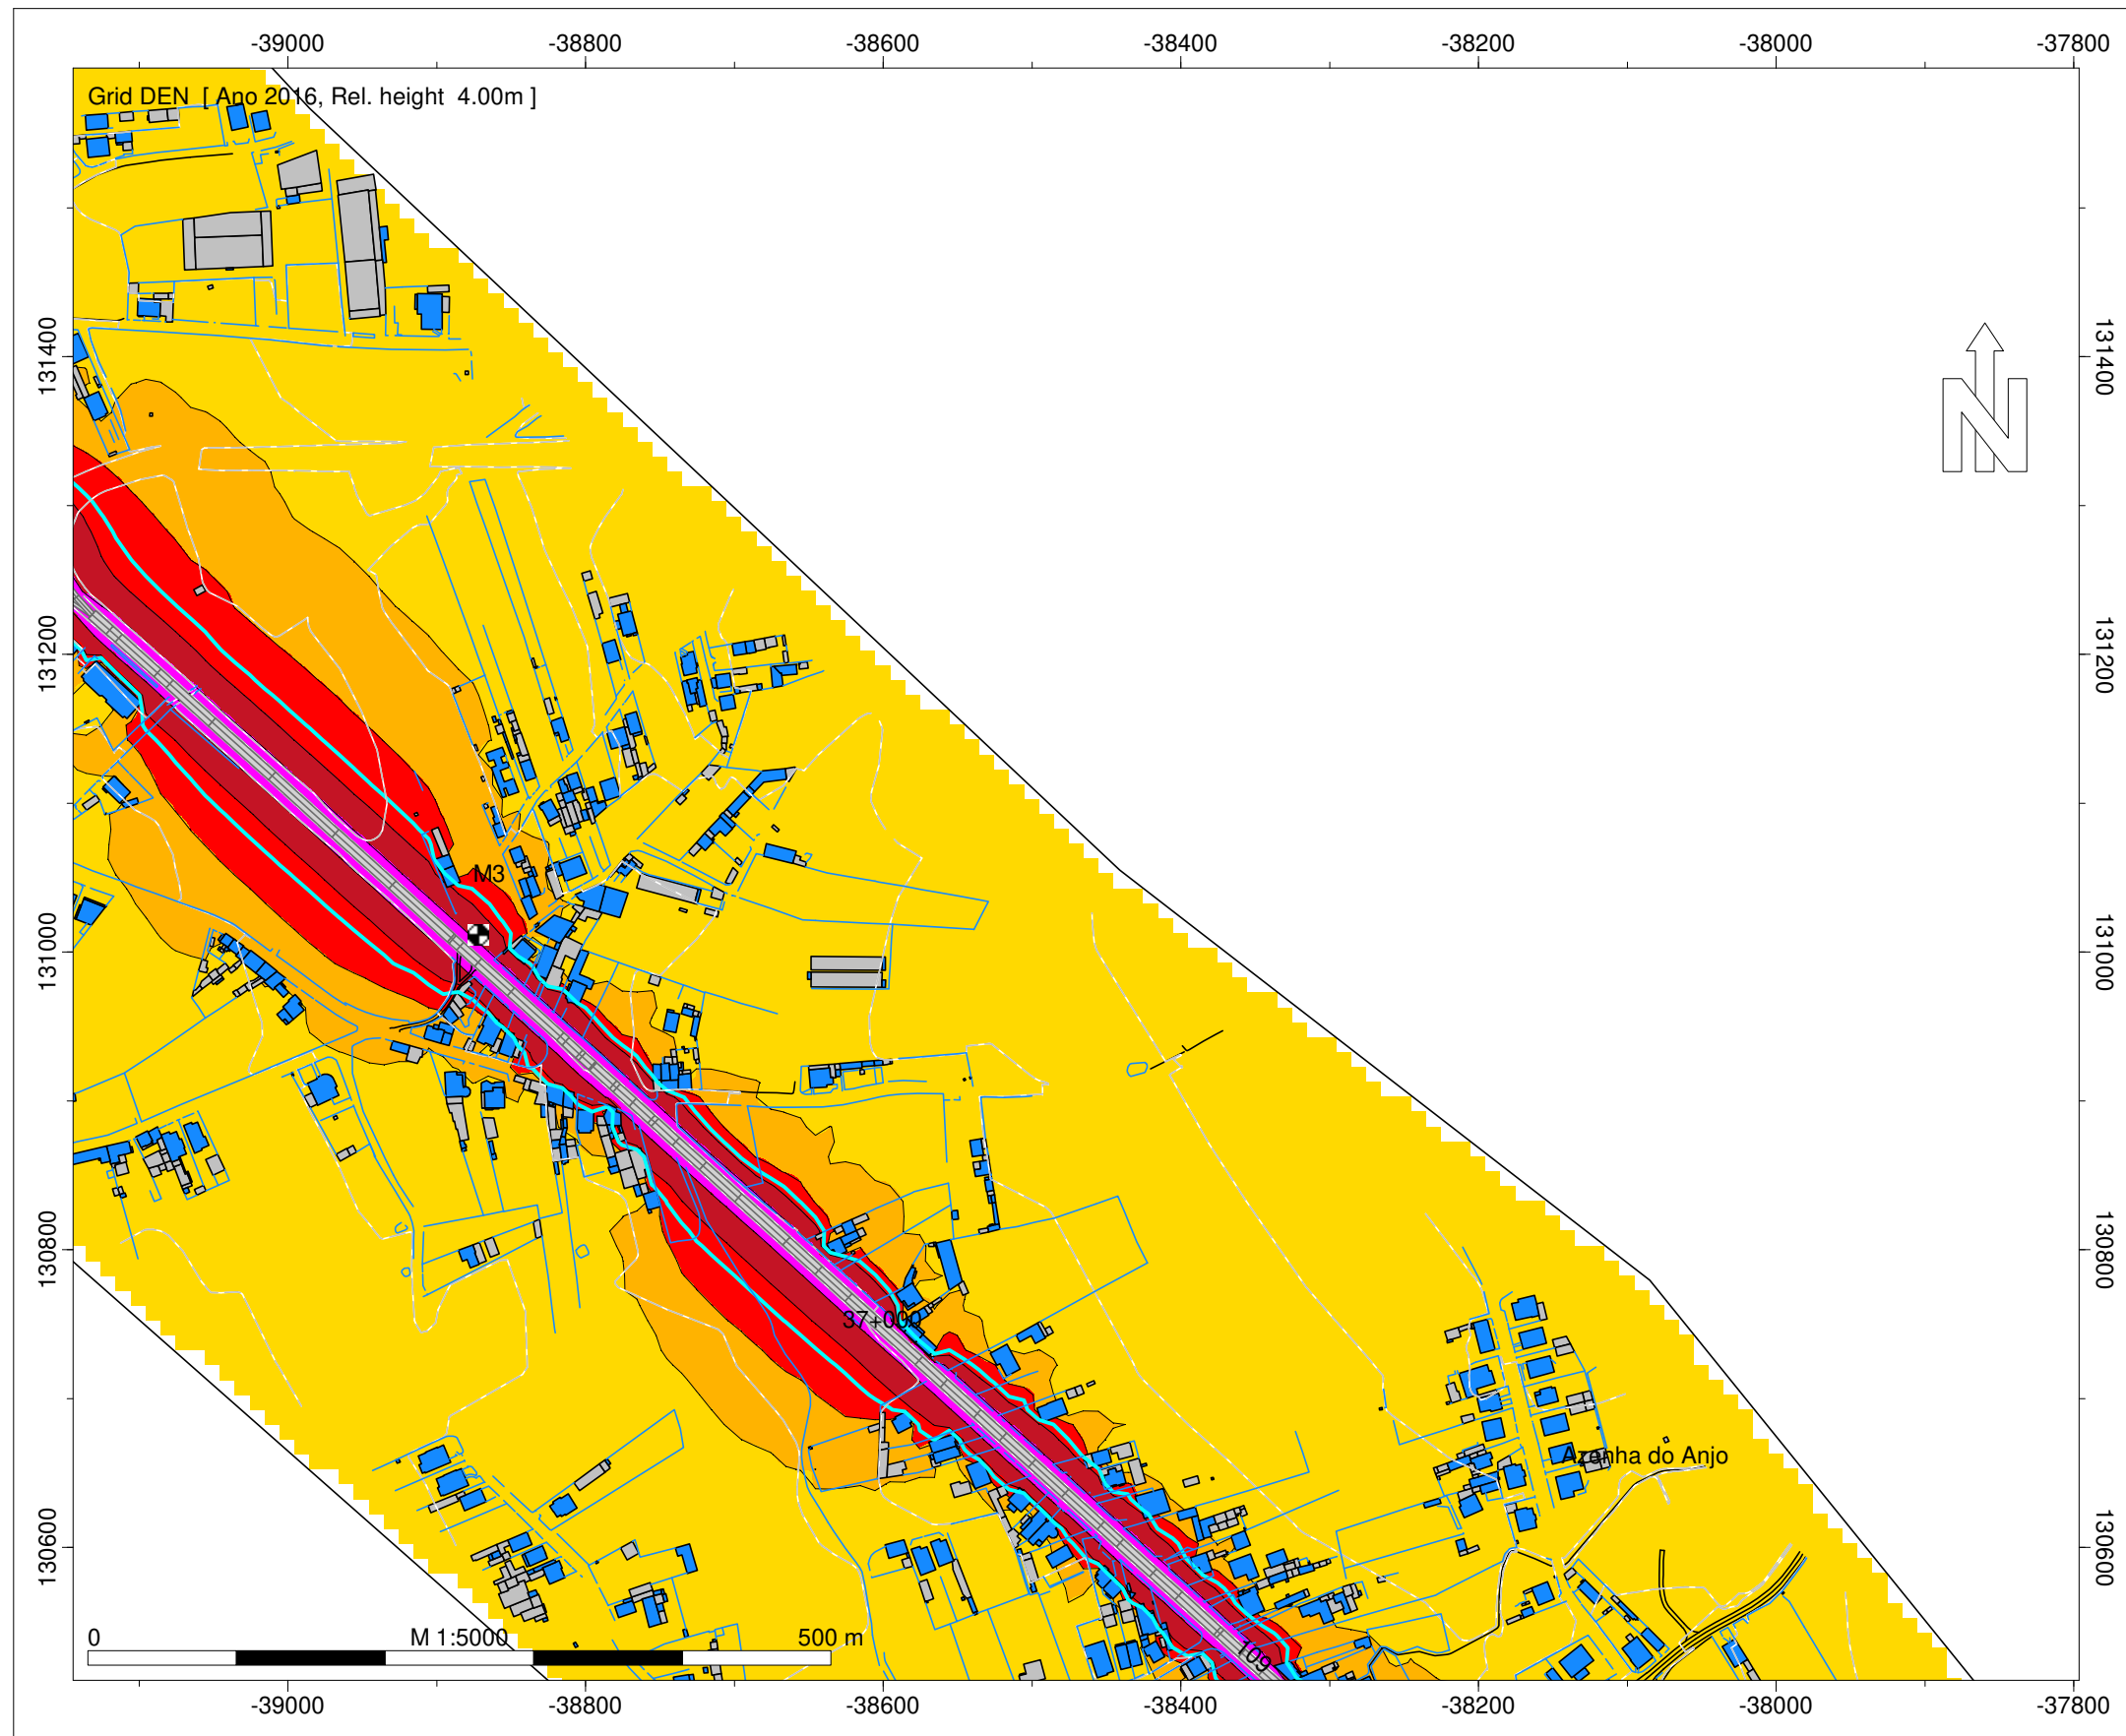 -39000 -38800 -38600 -38400 -38200 -38000 -37800
Grid DEN [ Ano 2016, Rel. height 4.00m ]
131400 131400
N
131200 131200
M3
131000 131000
130800 130800
37+000
Azenha do Anjo
130600 130600
0 M 1:5000 500 m
109
-39000 -38800 -38600 -38400 -38200 -38000 -37800